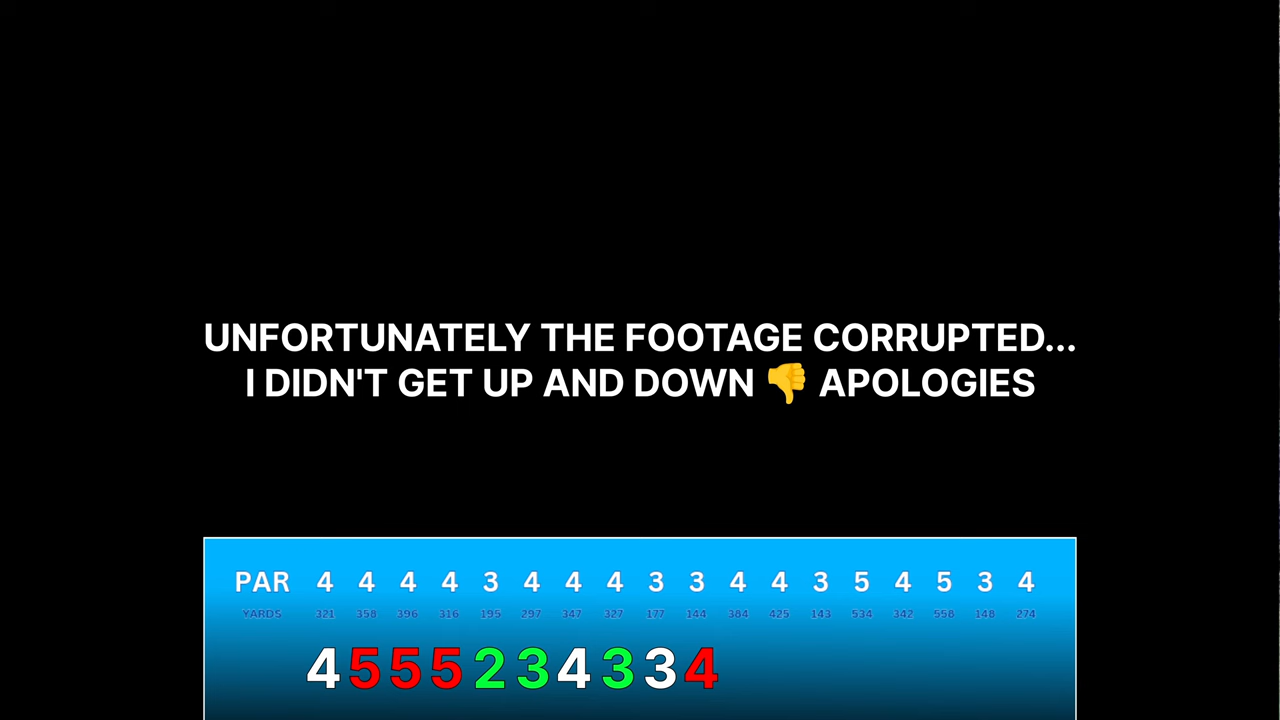 UNFORTUNATELY THE FOOTAGE CORRUPTED...
I DIDN'T GET UP AND DOWN 👎 APOLOGIES
PAR 4 4 4 4 3 4 4 4 3 3 4 4 3 5 4 5 3 4
YARDS 321 358 396 316 195 297 347 327 177 144 384 425 143 534 342 558 148 274
4 5 5 5 2 3 4 3 3 4